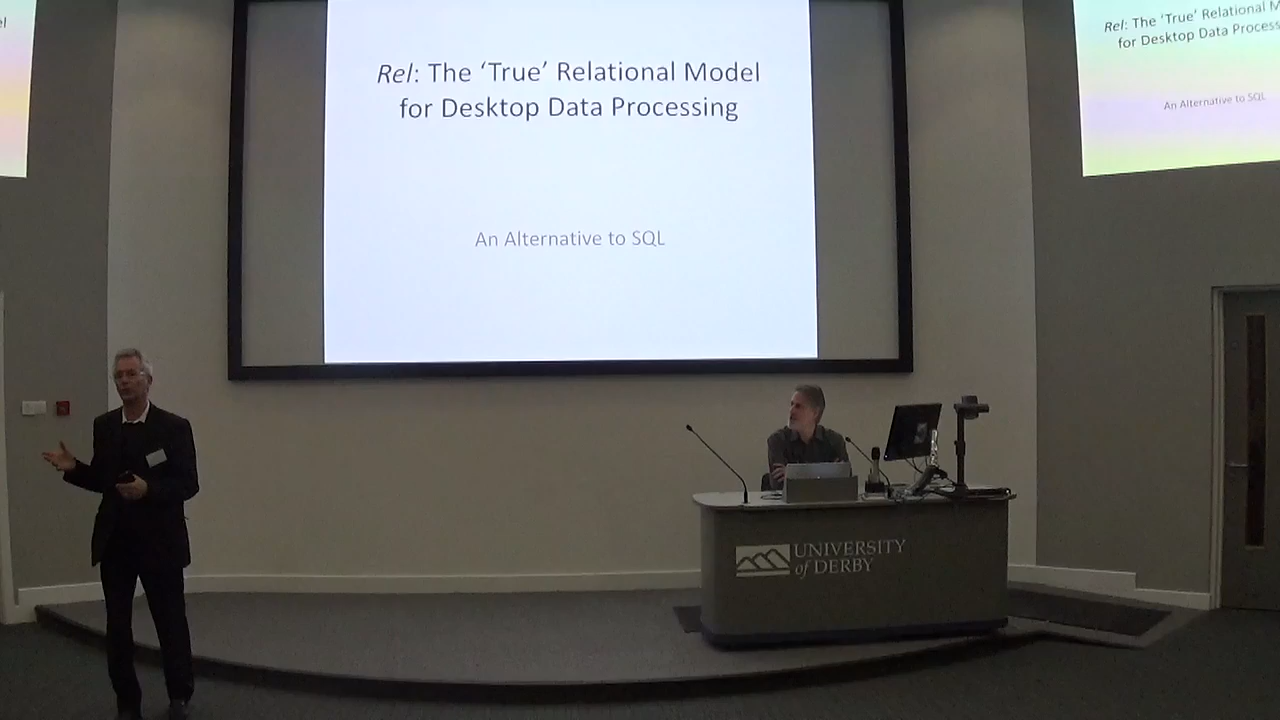 Rel: The ‘True’ Relational Model
for Desktop Data Processing
An Alternative to SQL
Rel: The ‘True’ Relational M
for Desktop Data Process
An Alternative to SQL
UNIVERSITY
of DERBY